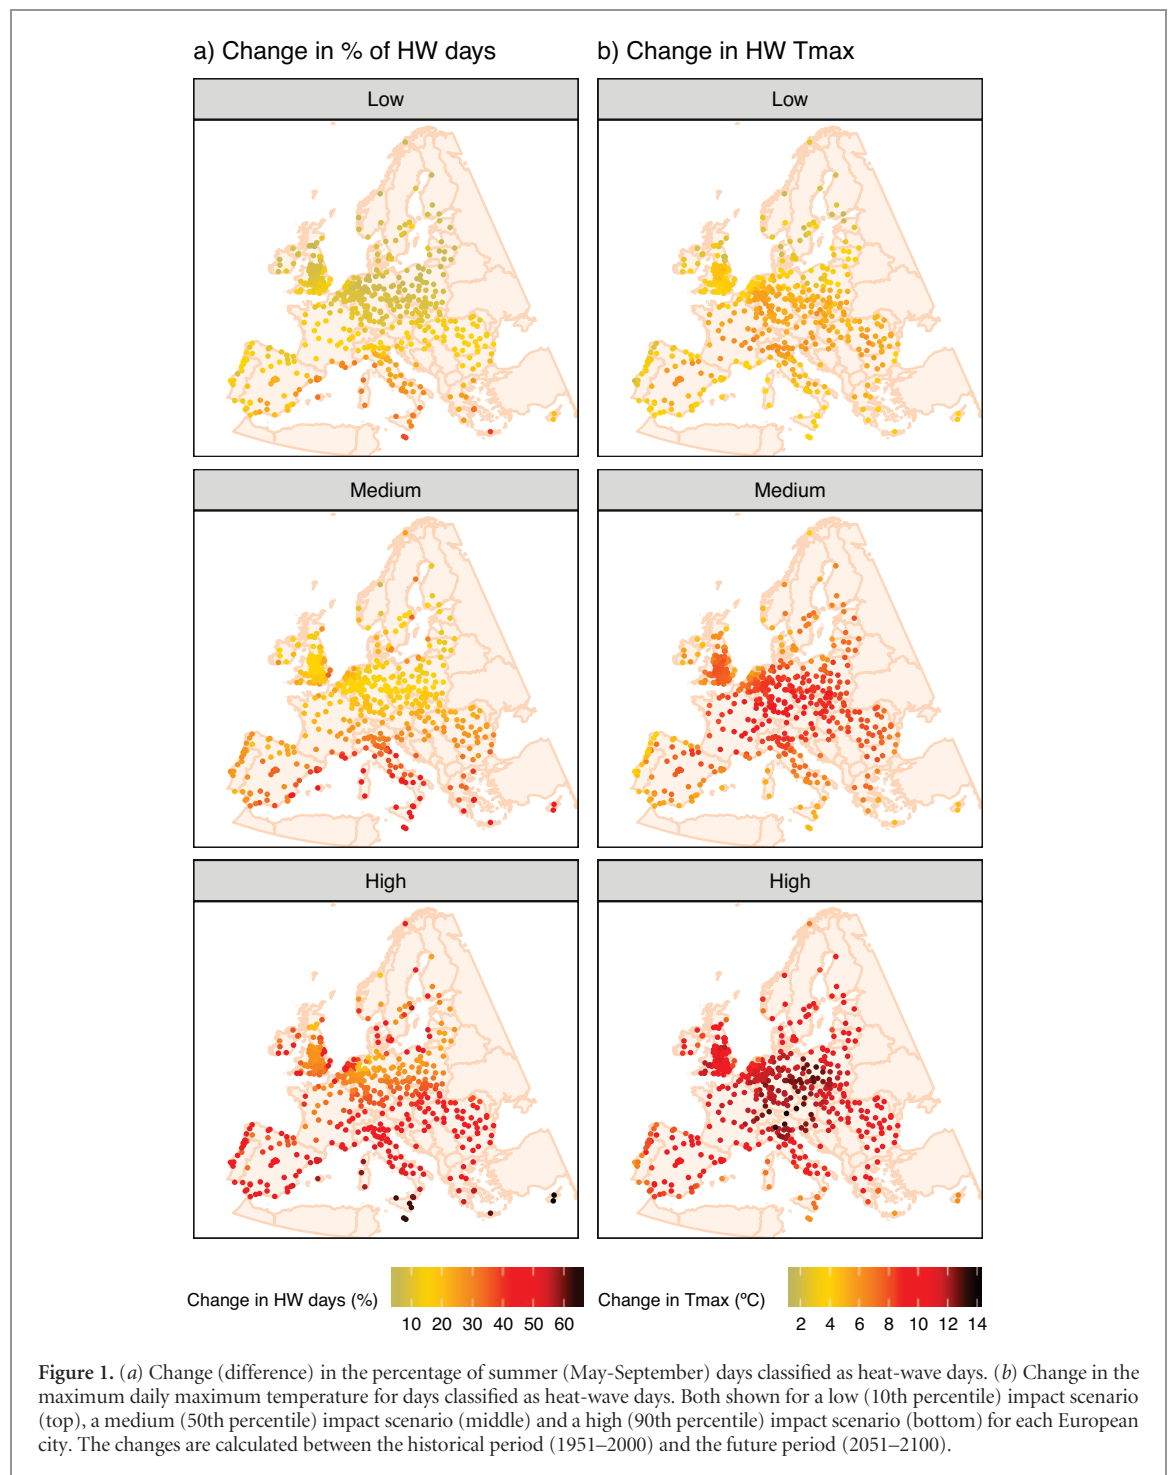 a) Change in % of HW days
b) Change in HW Tmax
Low
Low
Medium
Medium
High
High
Change in HW days (%)
10 20 30 40 50 60
Change in Tmax (ºC)
2 4 6 8 10 12 14
Figure 1. (a) Change (difference) in the percentage of summer (May-September) days classified as heat-wave days. (b) Change in the
maximum daily maximum temperature for days classified as heat-wave days. Both shown for a low (10th percentile) impact scenario
(top), a medium (50th percentile) impact scenario (middle) and a high (90th percentile) impact scenario (bottom) for each European
city. The changes are calculated between the historical period (1951–2000) and the future period (2051–2100).